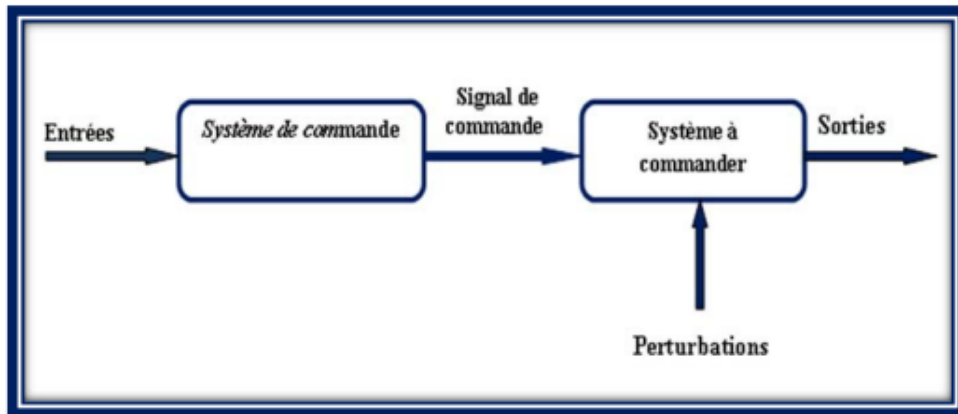 Entrées
Système de commande
Signal de
commande
Système à
commander
Sorties
Perturbations